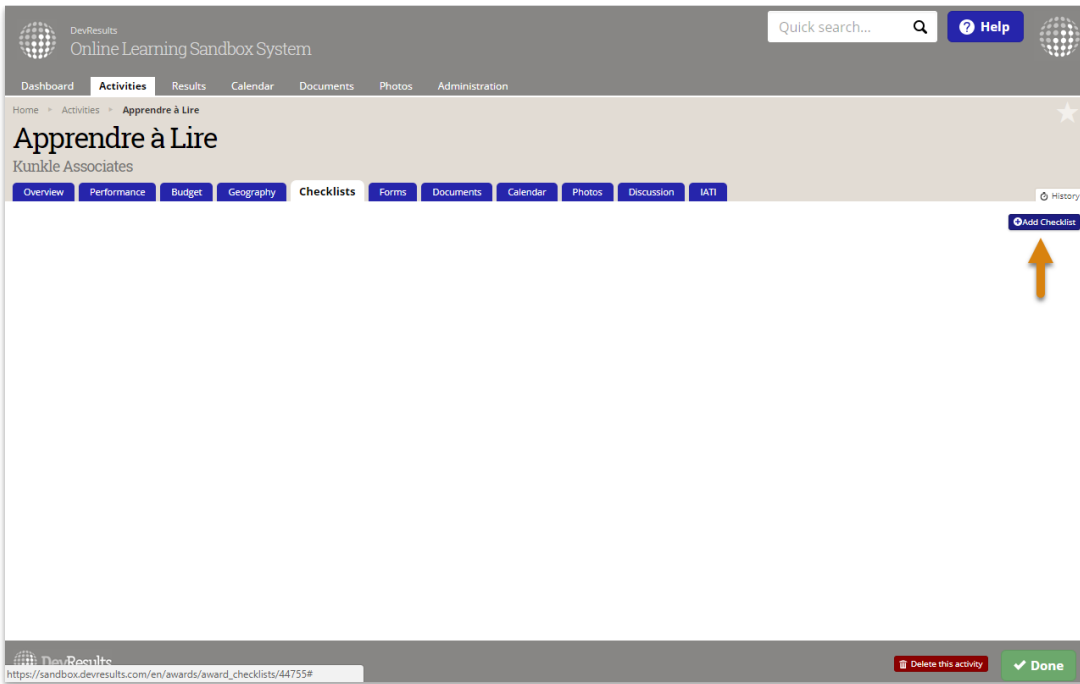 DevResults
Online Learning Sandbox System
Quick search...
Help
Dashboard Activities Results Calendar Documents Photos Administration
Home Activities Apprendre à Lire
Apprendre à Lire
Kunkle Associates
Overview Performance Budget Geography Checklists Forms Documents Calendar Photos Discussion IATI
History
Add Checklist
DevResults
Delete this activity
Done
https://sandbox.devresults.com/en/awards/award_checklists/44755#